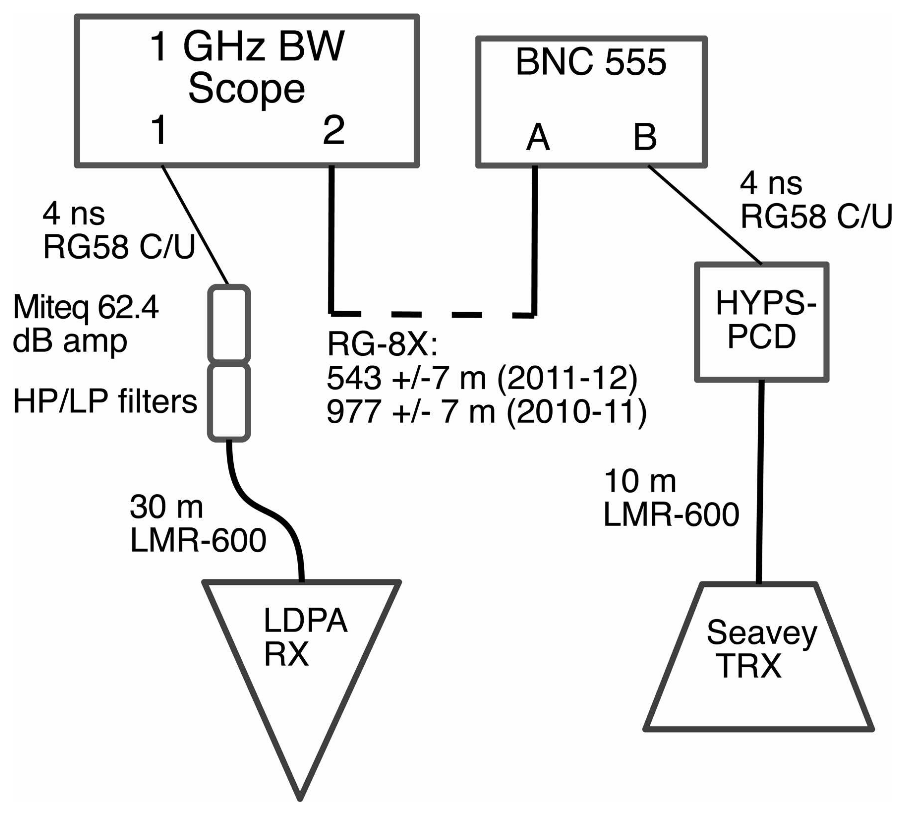 1 GHz BW
Scope
1 2
BNC 555
A B
4 ns
RG58 C/U
4 ns
RG58 C/U
Miteq 62.4
dB amp
HP/LP filters
RG-8X:
543 +/-7 m (2011-12)
977 +/- 7 m (2010-11)
HYPS-
PCD
30 m
LMR-600
10 m
LMR-600
LDPA
RX
Seavey
TRX